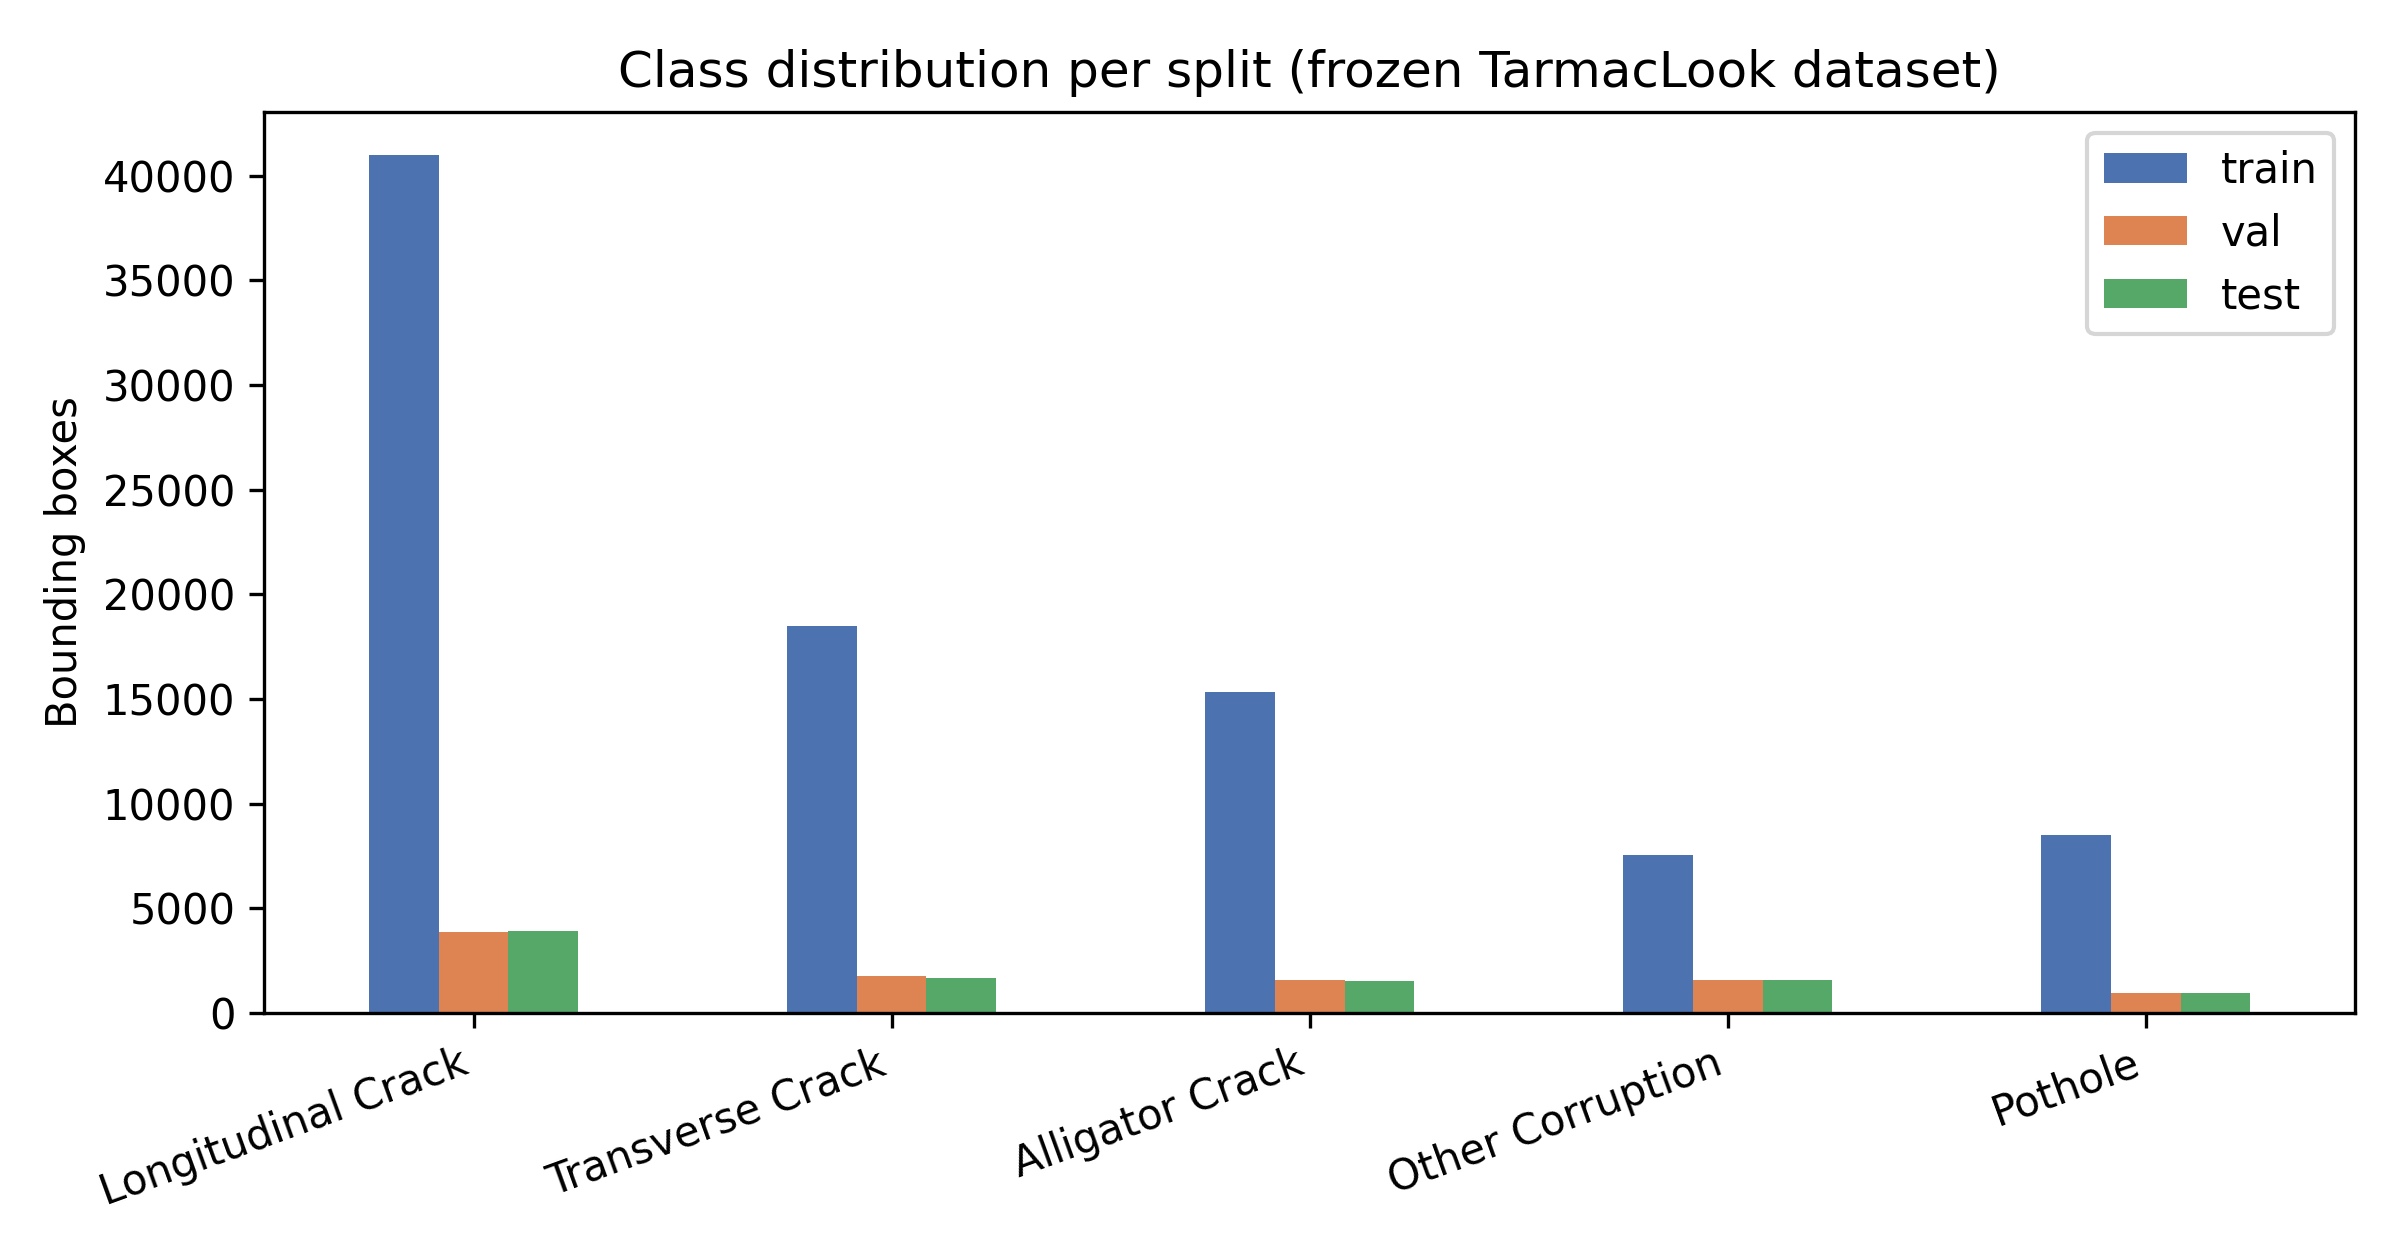 Class distribution per split (frozen TarmacLook dataset)
train
val
test
Bounding boxes
40000
35000
30000
25000
20000
15000
10000
5000
0
Longitudinal Crack
Transverse Crack
Alligator Crack
Other Corruption
Pothole